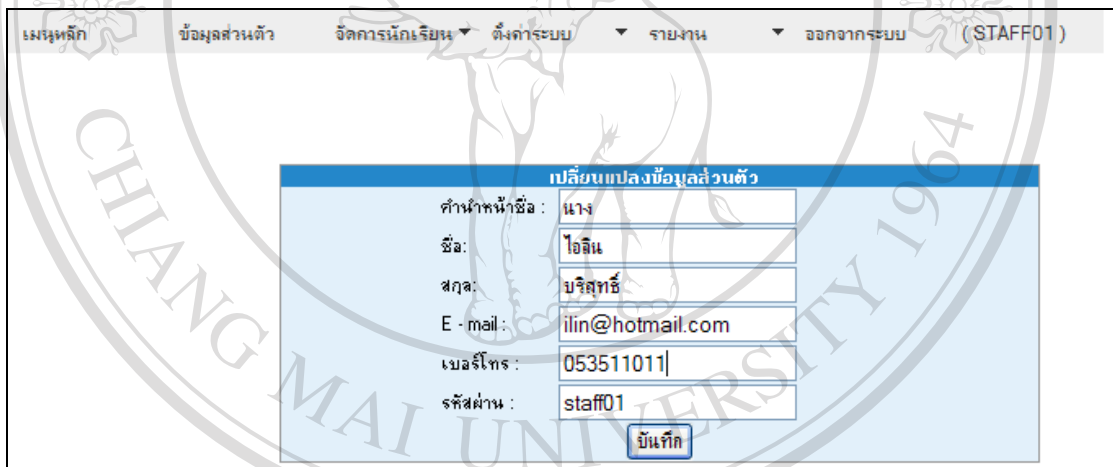 เมนูหลัก ข้อมูลส่วนตัว จัดการนักเรียน ตั้งค่าระบบ รายงาน ออกจากระบบ (STAFF01)
เปลี่ยนแปลงข้อมูลส่วนตัว
คำนำหน้าชื่อ : นาง
ชื่อ: ไอลิน
สกุล: บริสุทธิ์
E - mail : ilin@hotmail.com
เบอร์โทร : 053511011
รหัสผ่าน : staff01
บันทึก
CHIANG MAI UNIVERSITY 1964